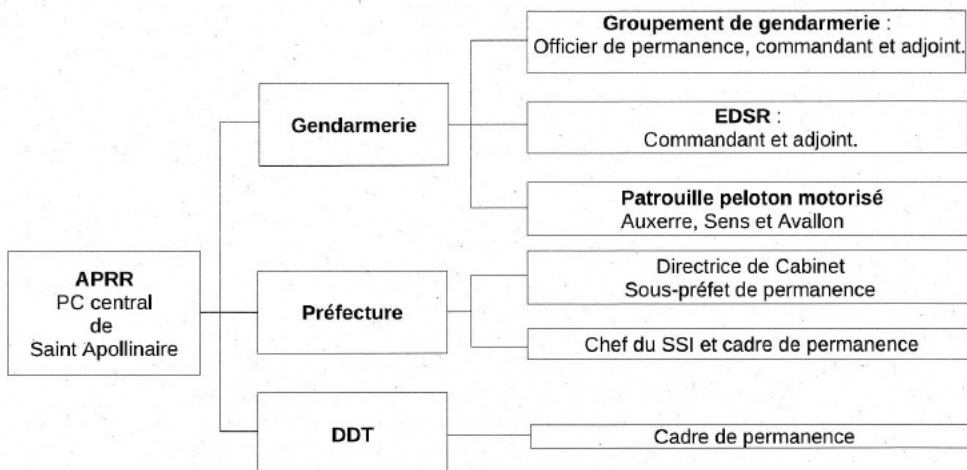 Groupement de gendarmerie :
Officier de permanence, commandant et adjoint.
Gendarmerie
EDSR :
Commandant et adjoint.
Patrouille peloton motorisé
Auxerre, Sens et Avallon
APRR
PC central
de
Saint Apollinaire
Préfecture
Directrice de Cabinet
Sous-préfet de permanence
Chef du SSI et cadre de permanence
DDT
Cadre de permanence